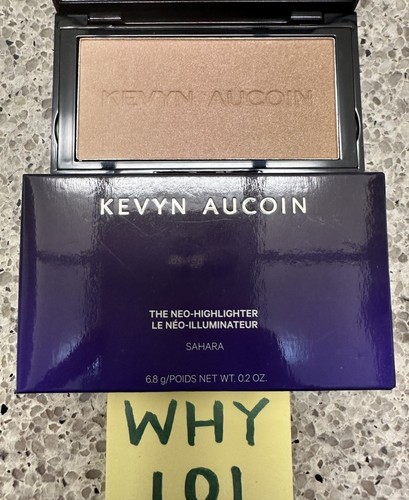 KEVYN AUCOIN
KEVYN AUCOIN
THE NEO-HIGHLIGHTER
LE NÉO-ILLUMINATEUR
SAHARA
6.8 g/POIDS NET WT. 0.2 OZ.
WHY